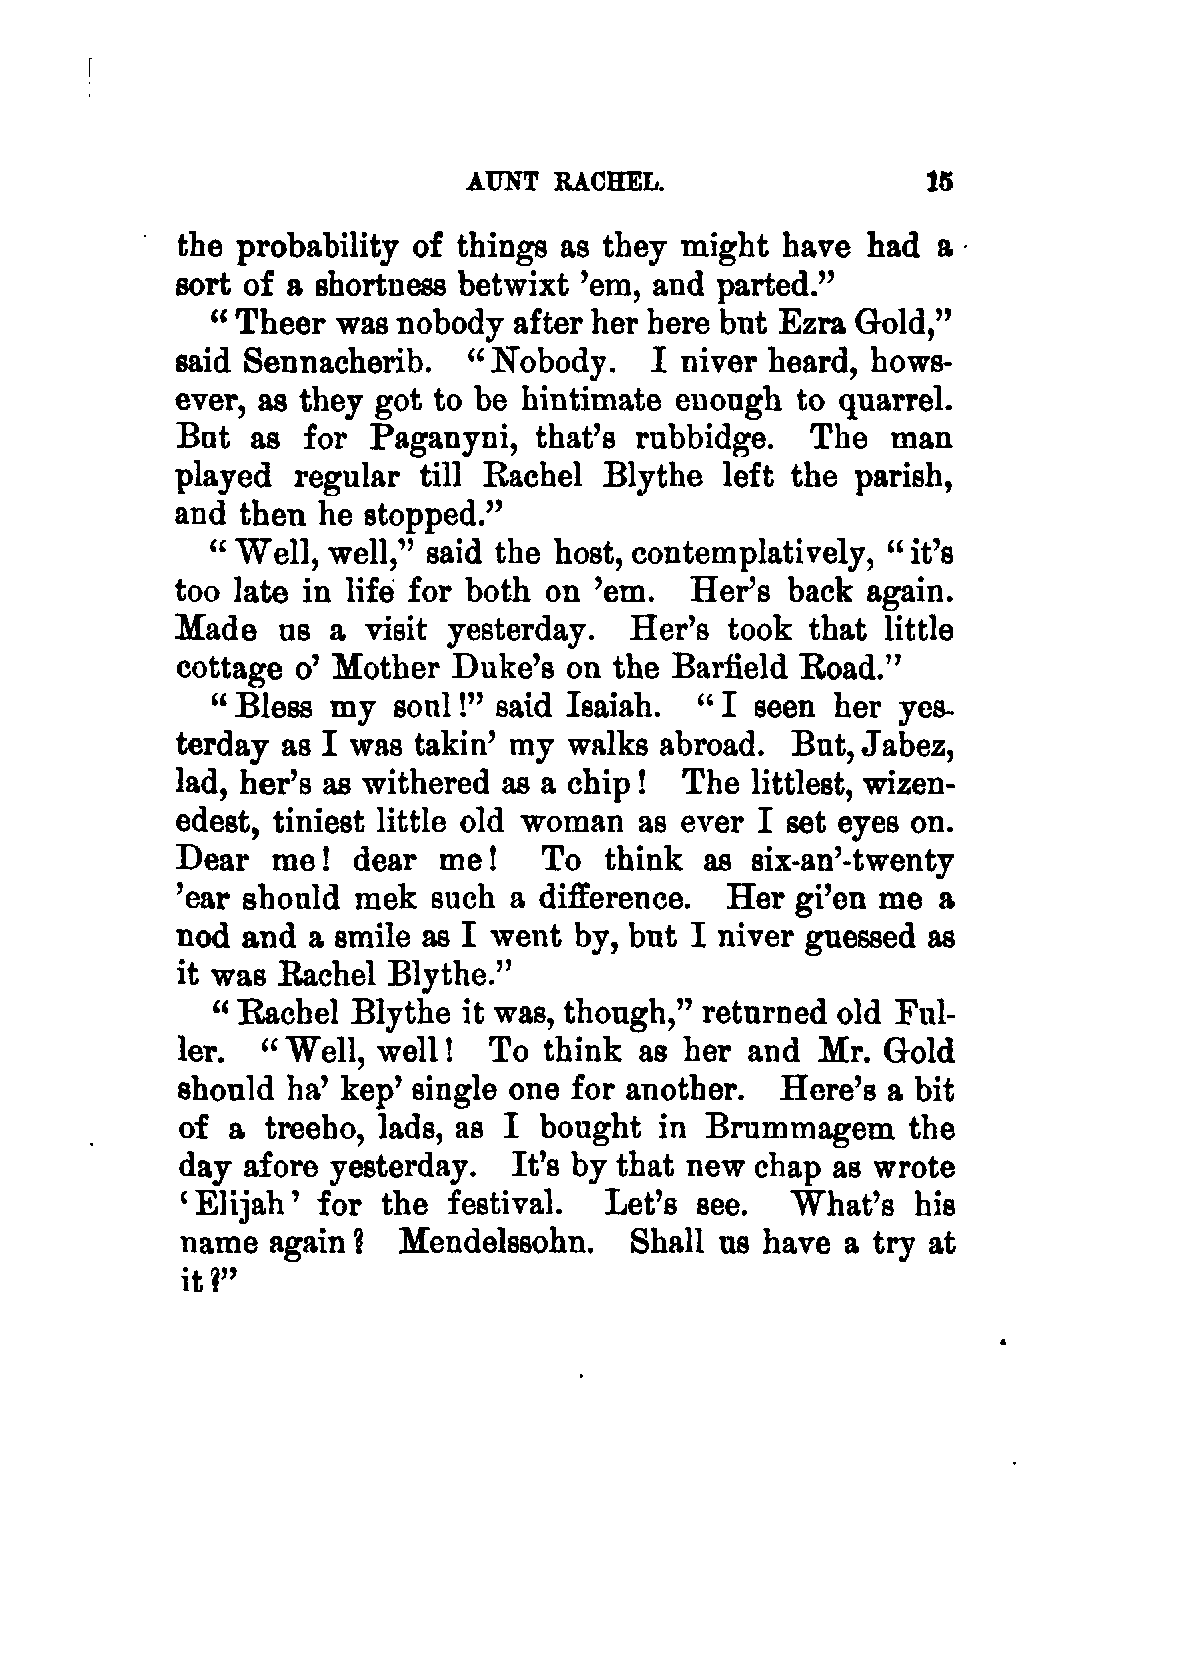 AUNT RACHEL. 15
the probability of things as they might have had a
sort of a shortness betwixt ’em, and parted.”
“Theer was nobody after her here but Ezra Gold,”
said Sennacherib. “Nobody. I niver heard, hows-
ever, as they got to be hintimate enough to quarrel.
But as for Paganyni, that’s rubbidge. The man
played regular till Rachel Blythe left the parish,
and then he stopped.”
“Well, well,” said the host, contemplatively, “it’s
too late in life for both on ’em. Her’s back again.
Made us a visit yesterday. Her’s took that little
cottage o’ Mother Duke’s on the Barfield Road.”
“Bless my soul!” said Isaiah. “I seen her yes-
terday as I was takin’ my walks abroad. But, Jabez,
lad, her’s as withered as a chip! The littlest, wizen-
edest, tiniest little old woman as ever I set eyes on.
Dear me! dear me! To think as six-an’-twenty
’ear should mek such a difference. Her gi’en me a
nod and a smile as I went by, but I niver guessed as
it was Rachel Blythe.”
“Rachel Blythe it was, though,” returned old Ful-
ler. “Well, well! To think as her and Mr. Gold
should ha’ kep’ single one for another. Here’s a bit
of a treeho, lads, as I bought in Brummagem the
day afore yesterday. It’s by that new chap as wrote
‘Elijah’ for the festival. Let’s see. What’s his
name again? Mendelssohn. Shall us have a try at
it?”